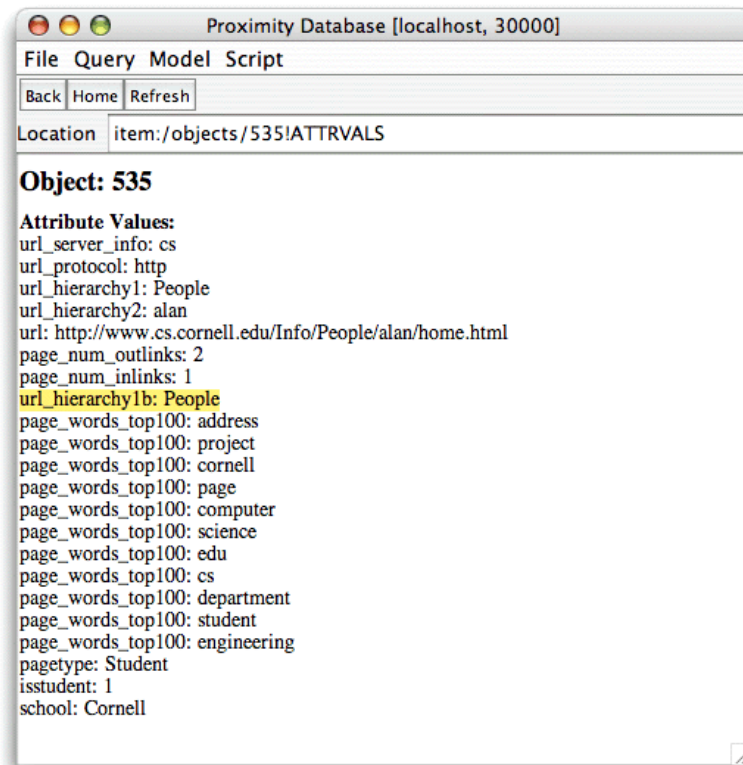 Proximity Database [localhost, 30000]
File Query Model Script
Back Home Refresh
Location item:/objects/535!ATTRVALS
Object: 535
Attribute Values:
url_server_info: cs
url_protocol: http
url_hierarchy1: People
url_hierarchy2: alan
url: http://www.cs.cornell.edu/Info/People/alan/home.html
page_num_outlinks: 2
page_num_inlinks: 1
url_hierarchy1b: People
page_words_top100: address
page_words_top100: project
page_words_top100: cornell
page_words_top100: page
page_words_top100: computer
page_words_top100: science
page_words_top100: edu
page_words_top100: cs
page_words_top100: department
page_words_top100: student
page_words_top100: engineering
pagetype: Student
isstudent: 1
school: Cornell